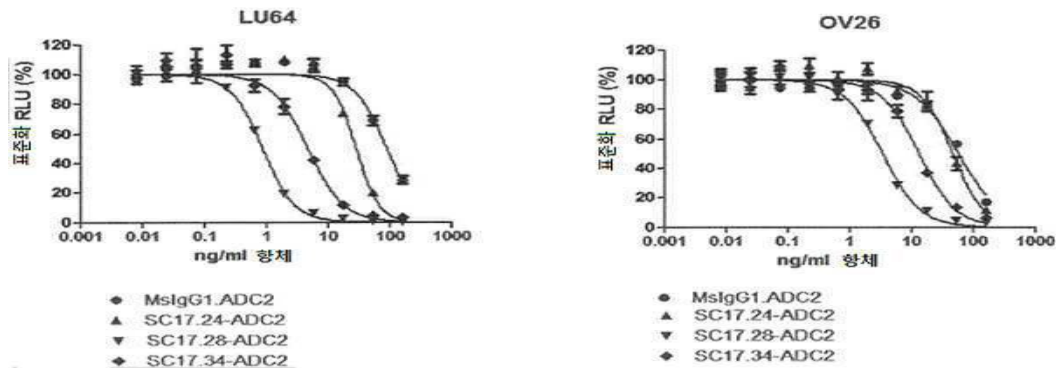 LU64
120
100
80
60
40
20
0
표준화 RLU (%)
0.001 0.01 0.1 1 10 100 1000
ng/ml 항체
MsIgG1.ADC2
SC17.24-ADC2
SC17.28-ADC2
SC17.34-ADC2
OV26
120
100
80
60
40
20
0
표준화 RLU (%)
0.001 0.01 0.1 1 10 100 1000
ng/ml 항체
MsIgG1.ADC2
SC17.24-ADC2
SC17.28-ADC2
SC17.34-ADC2